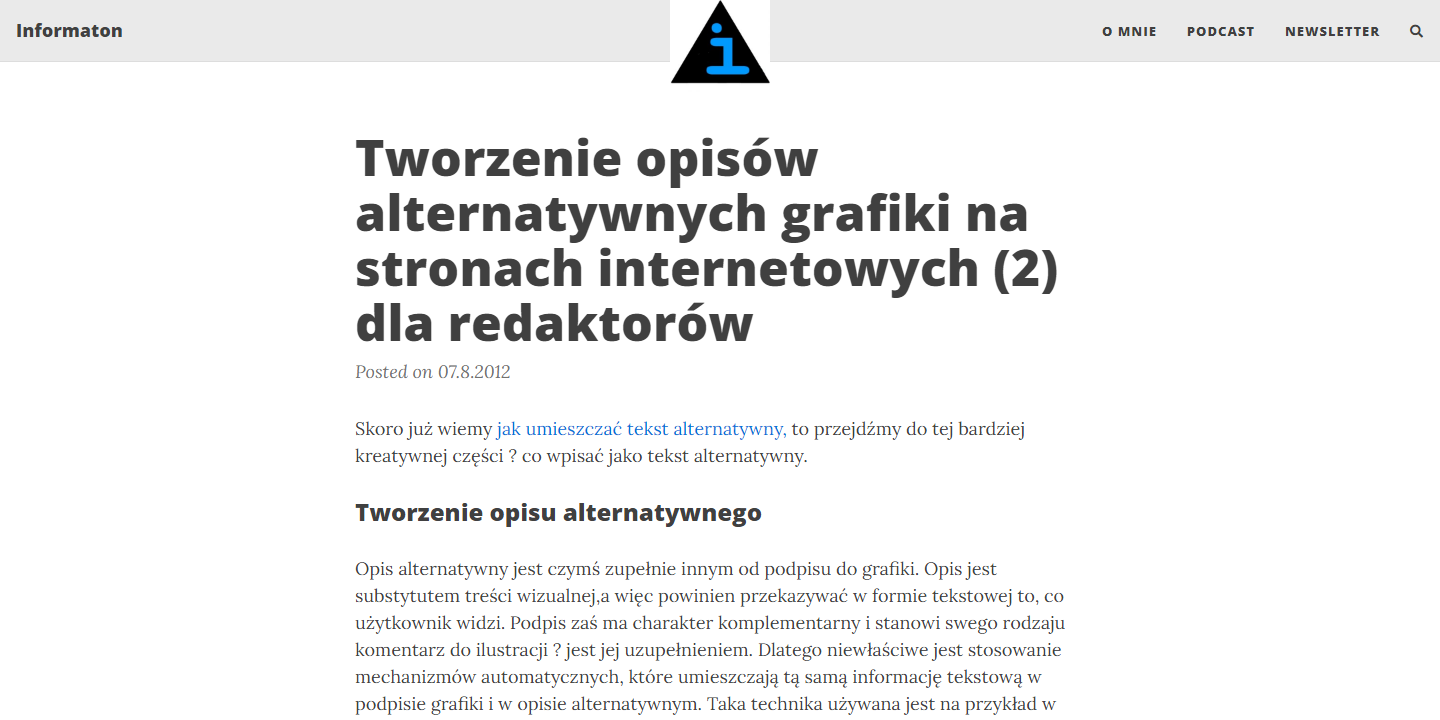 Informaton
i
O MNIE
PODCAST
NEWSLETTER
Tworzenie opisów
alternatywnych grafiki na
stronach internetowych (2)
dla redaktorów
Posted on 07.8.2012
Skoro już wiemy jak umieszczać tekst alternatywny, to przejdźmy do tej bardziej
kreatywnej części ? co wpisać jako tekst alternatywny.
Tworzenie opisu alternatywnego
Opis alternatywny jest czymś zupełnie innym od podpisu do grafiki. Opis jest
substytutem treści wizualnej,a więc powinien przekazywać w formie tekstowej to, co
użytkownik widzi. Podpis zaś ma charakter komplementarny i stanowi swego rodzaju
komentarz do ilustracji ? jest jej uzupełnieniem. Dlatego niewłaściwe jest stosowanie
mechanizmów automatycznych, które umieszczają tą samą informację tekstową w
podpisie grafiki i w opisie alternatywnym. Taka technika używana jest na przykład w